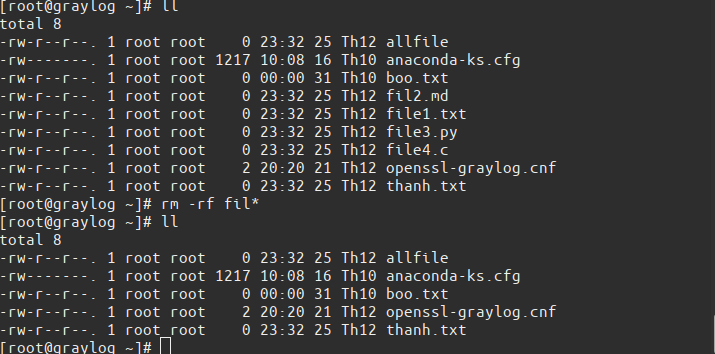 [root@graylog ~]# ll
total 8
-rw-r--r--. 1 root root    0 23:32 25 Th12 allfile
-rw-------. 1 root root 1217 10:08 16 Th10 anaconda-ks.cfg
-rw-r--r--. 1 root root    0 00:00 31 Th10 boo.txt
-rw-r--r--. 1 root root    0 23:32 25 Th12 fil2.md
-rw-r--r--. 1 root root    0 23:32 25 Th12 file1.txt
-rw-r--r--. 1 root root    0 23:32 25 Th12 file3.py
-rw-r--r--. 1 root root    0 23:32 25 Th12 file4.c
-rw-r--r--. 1 root root    2 20:20 21 Th12 openssl-graylog.cnf
-rw-r--r--. 1 root root    0 23:32 25 Th12 thanh.txt
[root@graylog ~]# rm -rf fil*
[root@graylog ~]# ll
total 8
-rw-r--r--. 1 root root    0 23:32 25 Th12 allfile
-rw-------. 1 root root 1217 10:08 16 Th10 anaconda-ks.cfg
-rw-r--r--. 1 root root    0 00:00 31 Th10 boo.txt
-rw-r--r--. 1 root root    2 20:20 21 Th12 openssl-graylog.cnf
-rw-r--r--. 1 root root    0 23:32 25 Th12 thanh.txt
[root@graylog ~]#